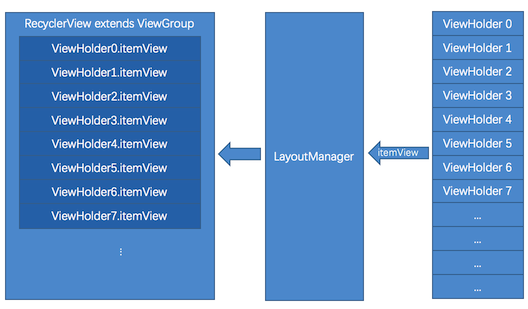 RecyclerView extends ViewGroup
ViewHolder0.itemView
ViewHolder1.itemView
ViewHolder2.itemView
ViewHolder3.itemView
ViewHolder4.itemView
ViewHolder5.itemView
ViewHolder6.itemView
ViewHolder7.itemView
⋮
LayoutManager
itemView
ViewHolder 0
ViewHolder 1
ViewHolder 2
ViewHolder 3
ViewHolder 4
ViewHolder 5
ViewHolder 6
ViewHolder 7
...
...
...
...